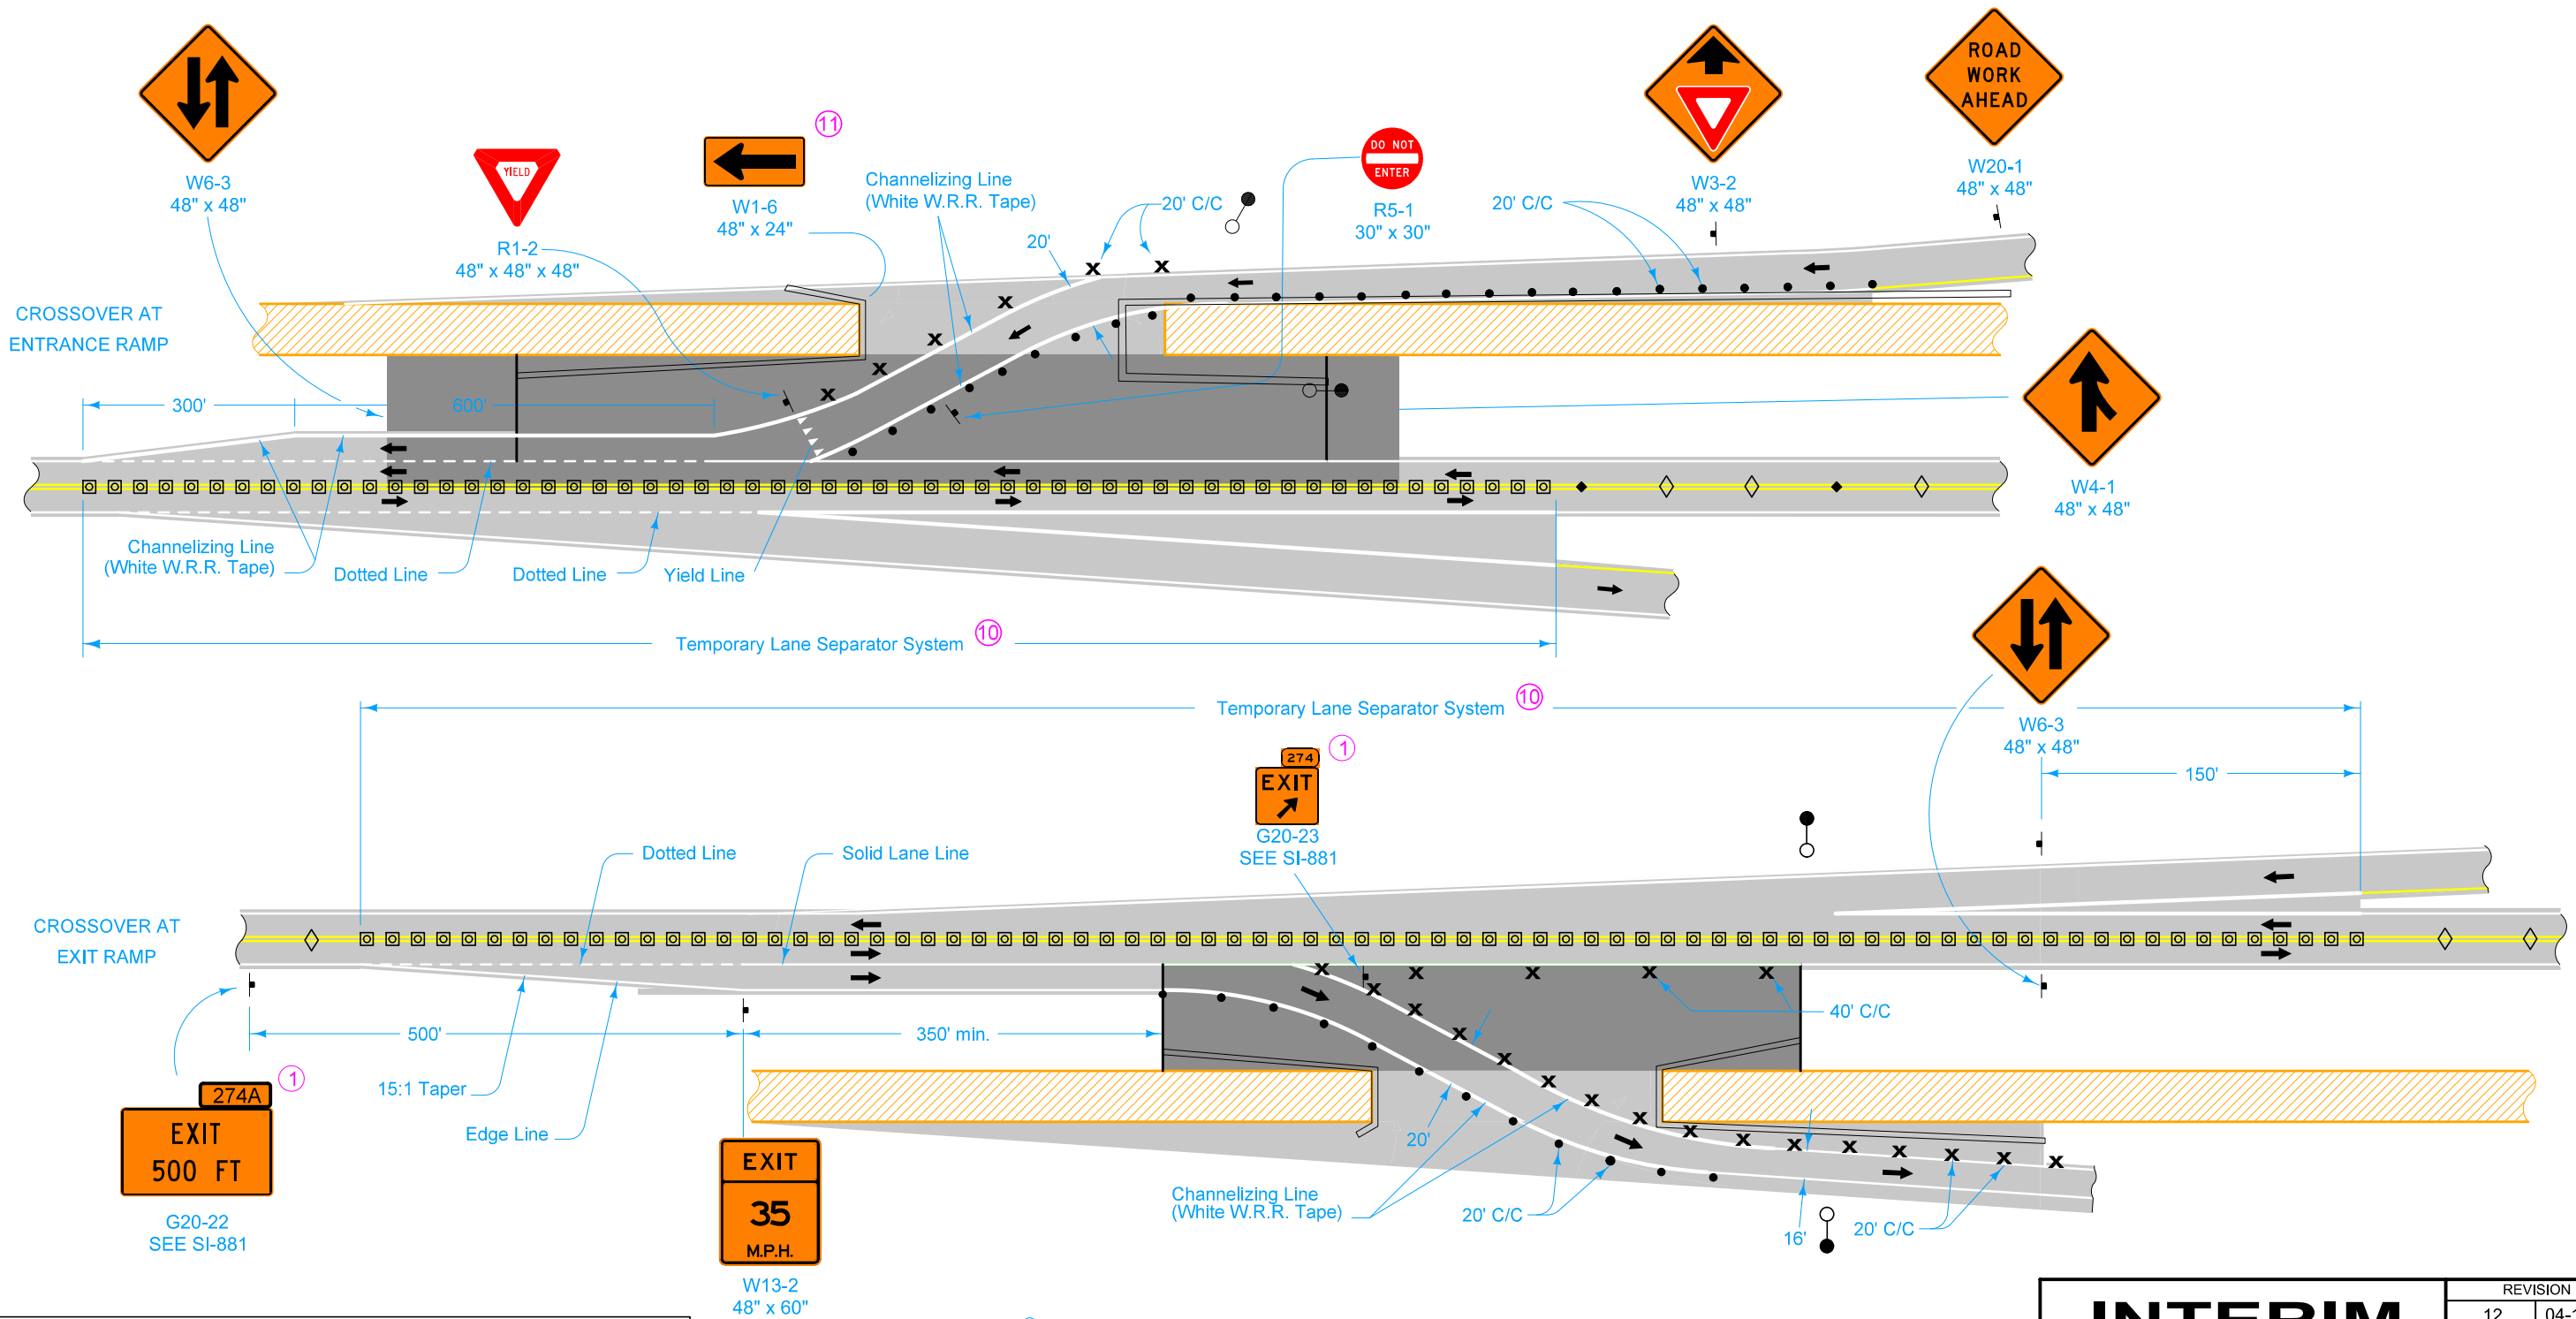 ROAD
WORK
AHEAD
W6-3
48" x 48"
YIELD
R1-2
48" x 48" x 48"
11
W1-6
48" x 24"
Channelizing Line
(White W.R.R. Tape)
20' C/C
20'
DO NOT
ENTER
R5-1
30" x 30"
20' C/C
W3-2
48" x 48"
W20-1
48" x 48"
CROSSOVER AT
ENTRANCE RAMP
300'
600'
W4-1
48" x 48"
Channelizing Line
(White W.R.R. Tape)
Dotted Line
Dotted Line
Yield Line
Temporary Lane Separator System
10
Temporary Lane Separator System
10
W6-3
48" x 48"
150'
274
EXIT
1
G20-23
SEE SI-881
Dotted Line
Solid Lane Line
CROSSOVER AT
EXIT RAMP
40' C/C
500'
350' min.
15:1 Taper
Edge Line
274A
1
EXIT
500 FT
G20-22
SEE SI-881
EXIT
35
M.P.H.
W13-2
48" x 60"
20'
Channelizing Line
(White W.R.R. Tape)
20' C/C
16'
20' C/C
INTERIM
REVISION
12
04-1